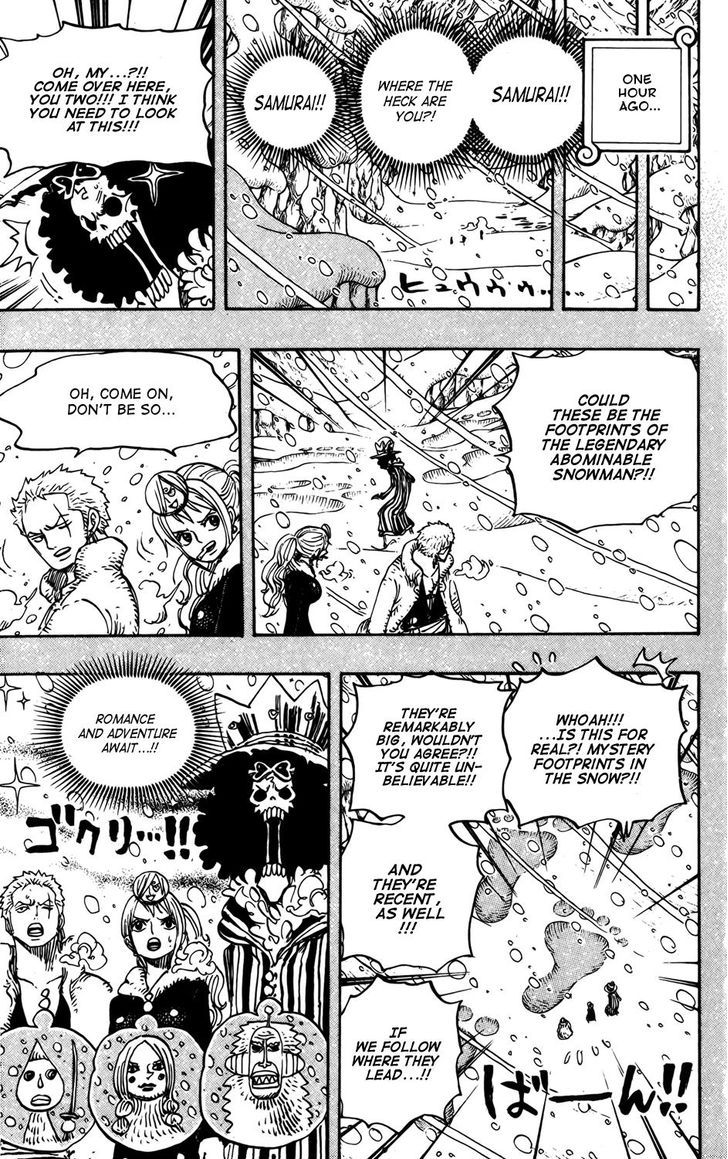 ONE
HOUR
AGO...
SAMURAI!!
WHERE THE
HECK ARE
YOU?!
SAMURAI!!
ヒュウゥゥ...
OH, MY...?!!
COME OVER HERE,
YOU TWO!!! I THINK
YOU NEED TO LOOK
AT THIS!!!
COULD
THESE BE THE
FOOTPRINTS
OF THE LEGENDARY
ABOMINABLE
SNOWMAN?!!
OH, COME ON,
DON'T BE SO...
WHOAH!!!
...IS THIS FOR
REAL?! MYSTERY
FOOTPRINTS IN
THE SNOW?!!
THEY'RE
REMARKABLY
BIG, WOULDN'T
YOU AGREE?!!
IT'S QUITE UN-
BELIEVABLE!!
AND
THEY'RE
RECENT,
AS WELL
!!!
IF
WE FOLLOW
WHERE THEY
LEAD...!!
ばーん!!
ROMANCE
AND ADVENTURE
AWAIT...!!
ゴクリ...!!